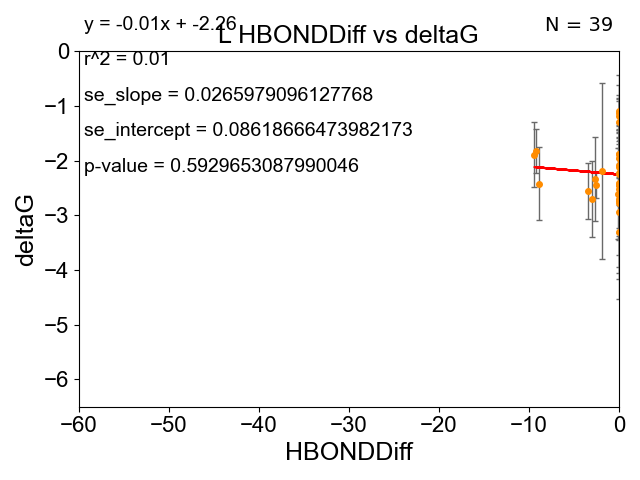 y = -0.01x + -2.26
N = 39
L HBONDDiff vs deltaG
r^2 = 0.01
se_slope = 0.0265979096127768
se_intercept = 0.08618666473982173
p-value = 0.5929653087990046
deltaG
0
−1
−2
−3
−4
−5
−6
−60
−50
−40
−30
−20
−10
0
HBONDDiff